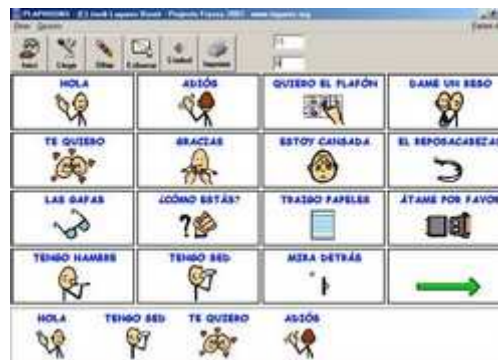 HOLA
ADIÓS
QUIERO EL PLAFÓN
DAME UN BESO
TE QUIERO
GRACIAS
ESTOY CANSADA
EL REPOSACABEZAS
LAS GAFAS
¿CÓMO ESTÁS?
TRAIGO PAPELES
ÁTAME POR FAVOR
TENGO HAMBRE
TENGO SED
MIRA DETRÁS
HOLA
TENGO SED
TE QUIERO
ADIÓS